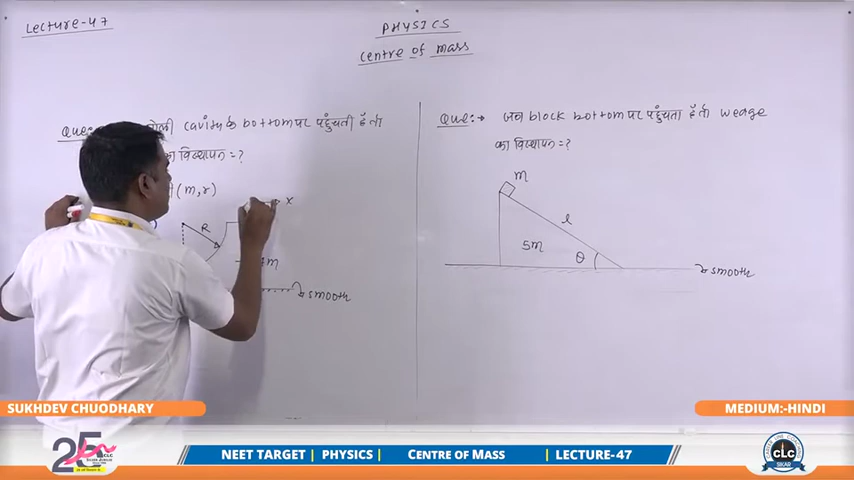 Lecture-47
PHYSICS
Centre of mass
Que:- गोली cavity के bottom पर पहुंचती है तो
का विस्थापन = ?
(m, r)
R
x
M
smooth
Que:→ जब block bottom पर पहुंचता है तो wedge
का विस्थापन = ?
m
l
5m
θ
smooth
SUKHDEV CHUODHARY
MEDIUM:-HINDI
25
CLC
NEET TARGET | PHYSICS | CENTRE OF MASS | LECTURE-47
CLC
SIKAR